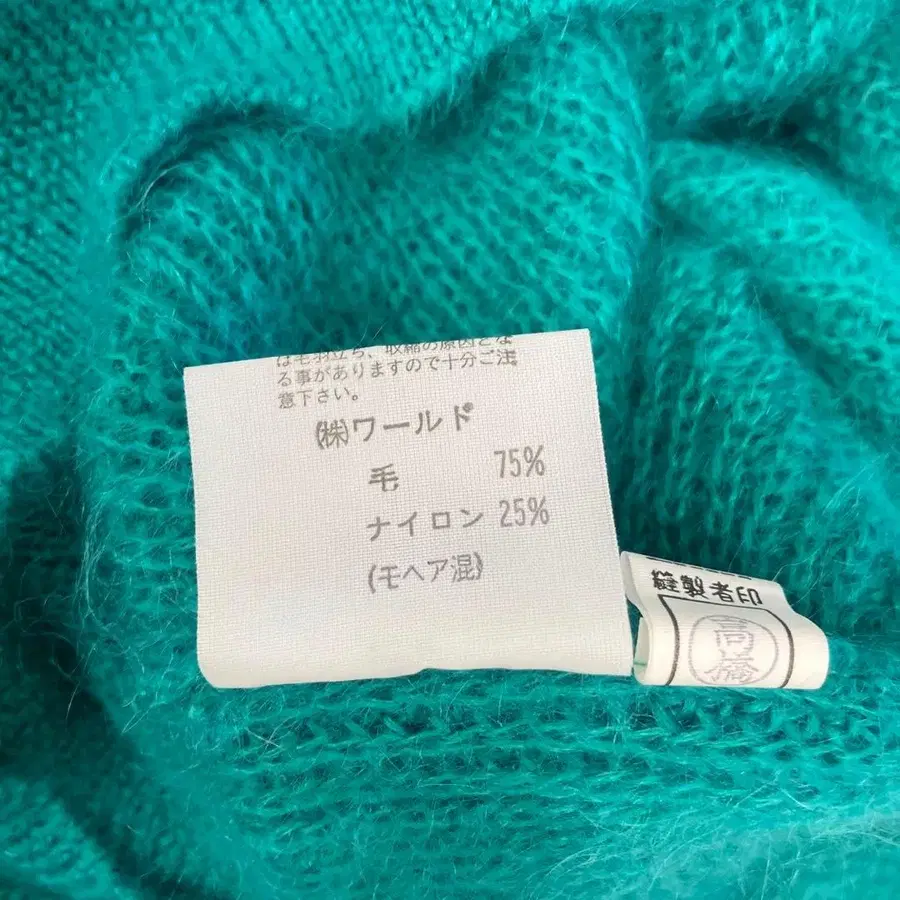 は毛羽立ち、収縮の原因とな
る事がありますので十分ご注
意下さい。
㈱ワールド
毛 75%
ナイロン 25%
(モヘア混)
縫製者印
高橋